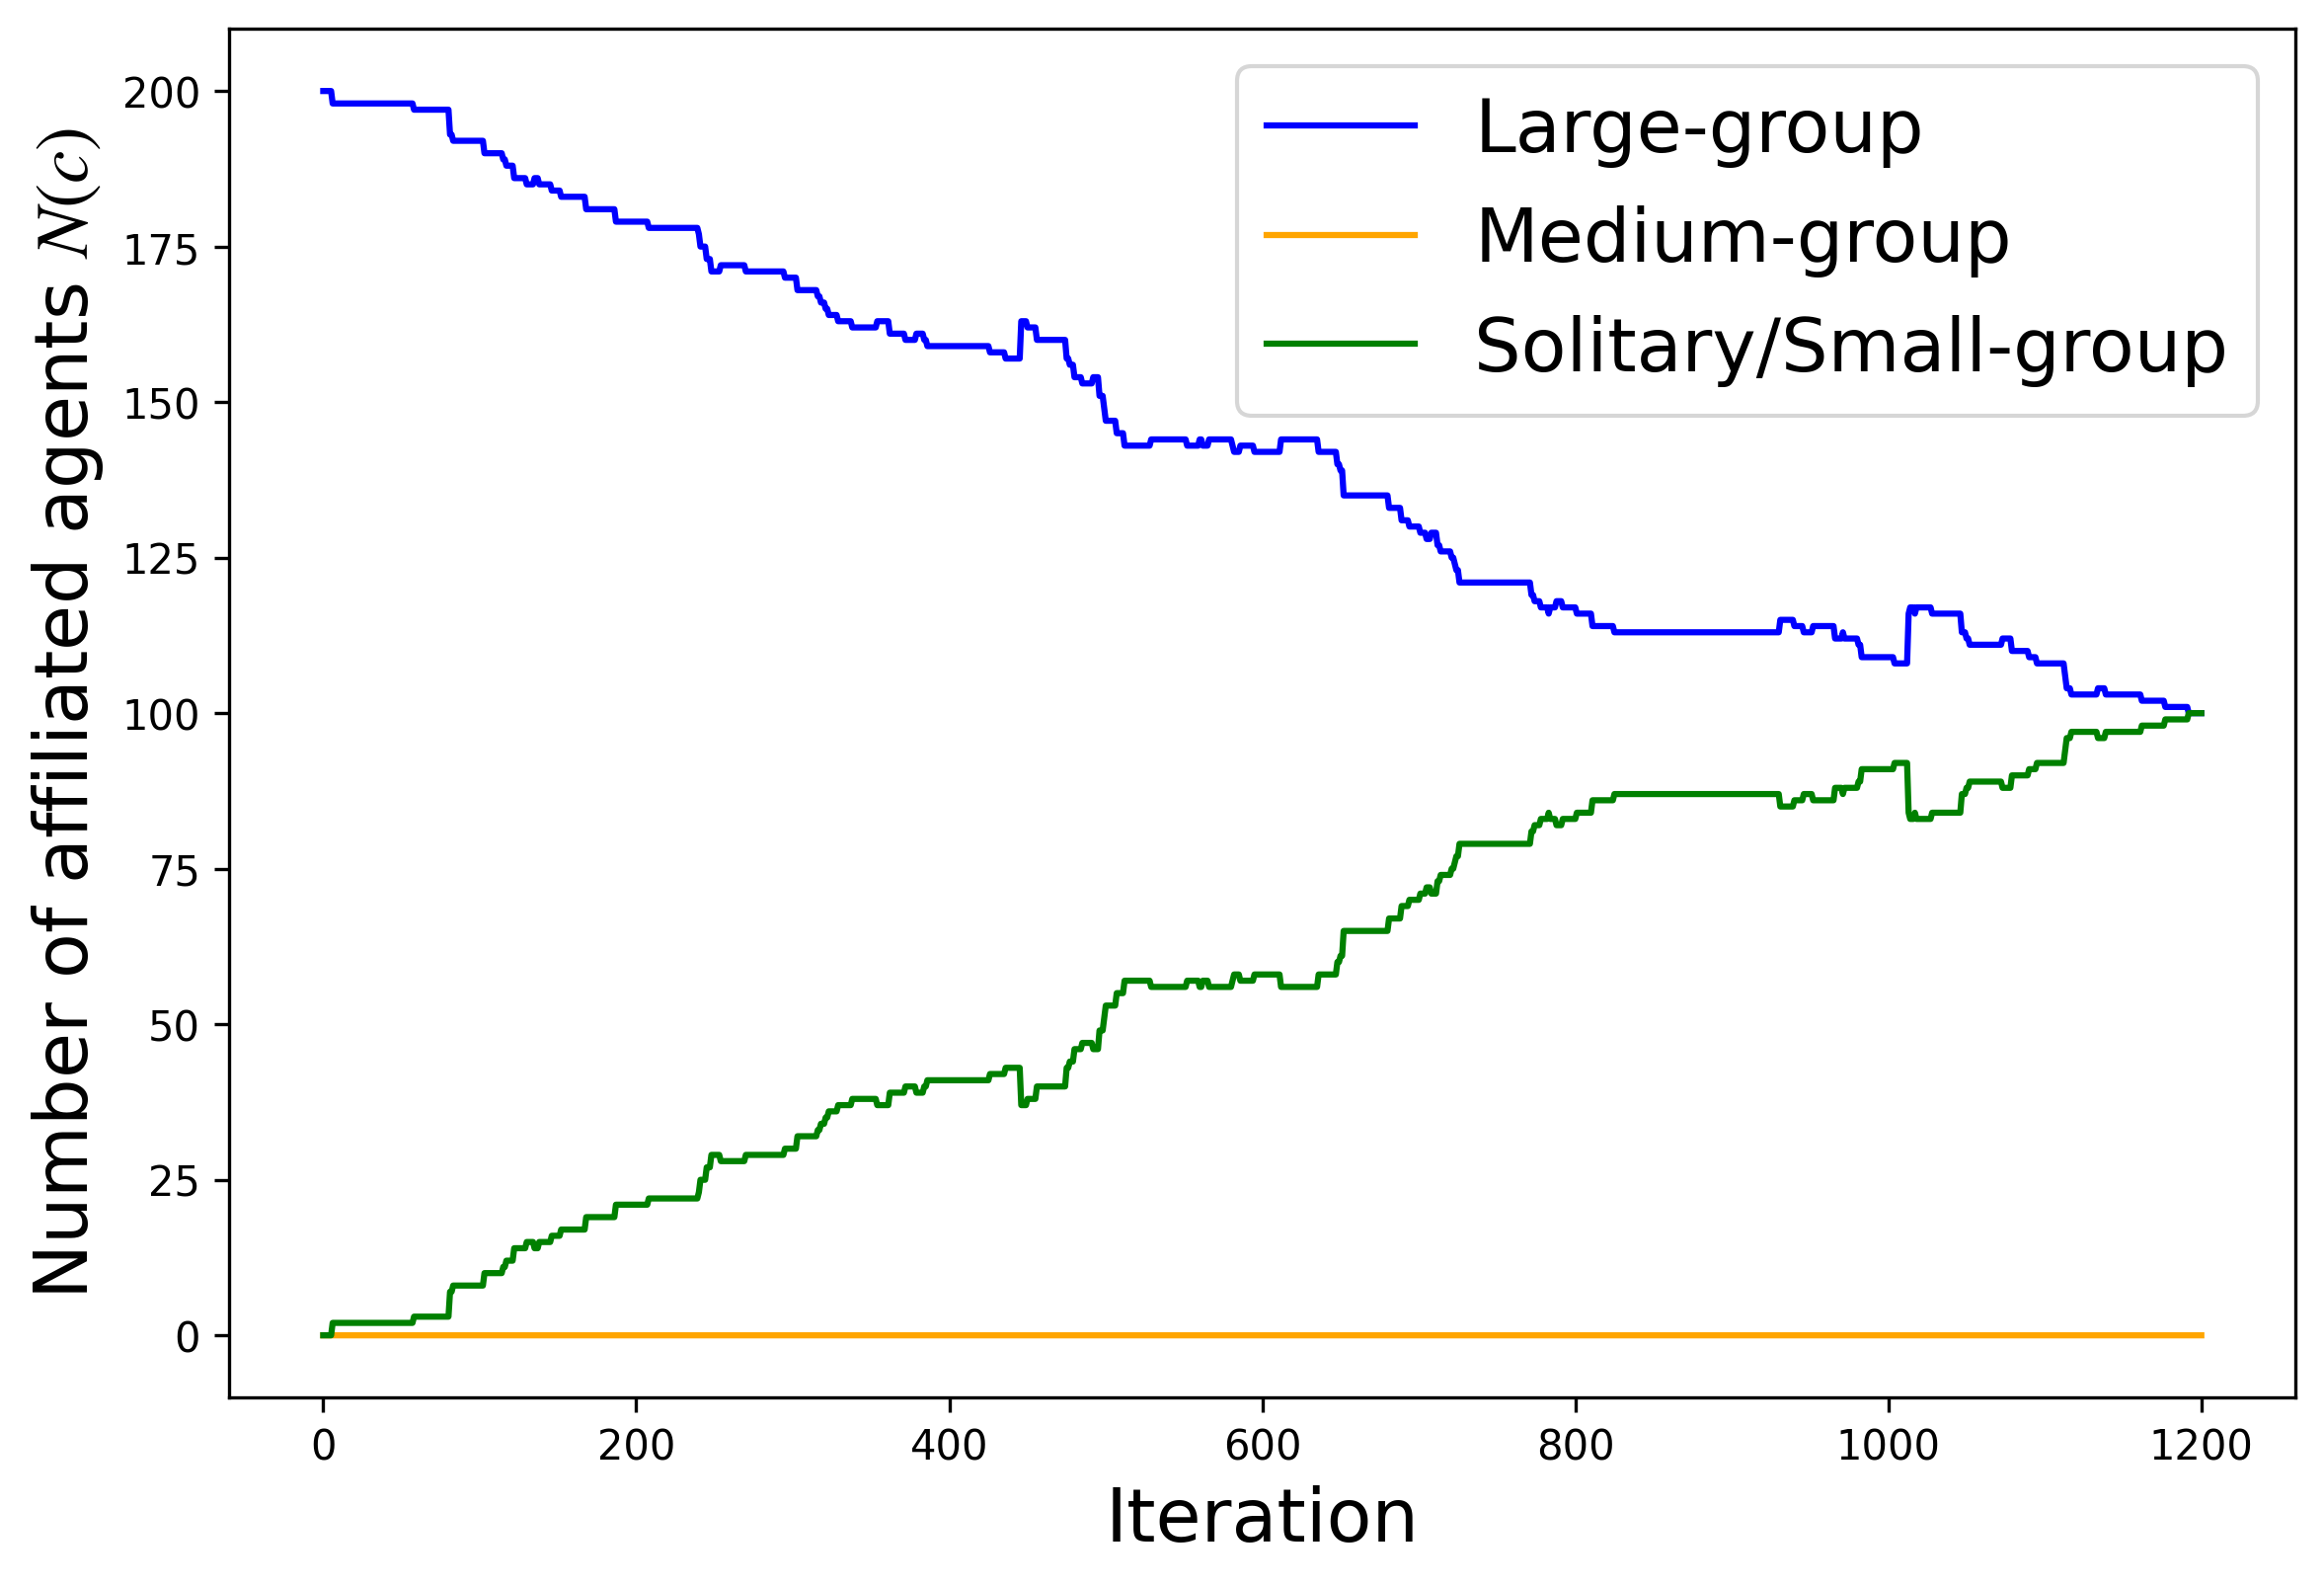 Number of affiliated agents N(c)
200
175
150
125
100
75
50
25
0
Large-group
Medium-group
Solitary/Small-group
0 200 400 600 800 1000 1200
Iteration